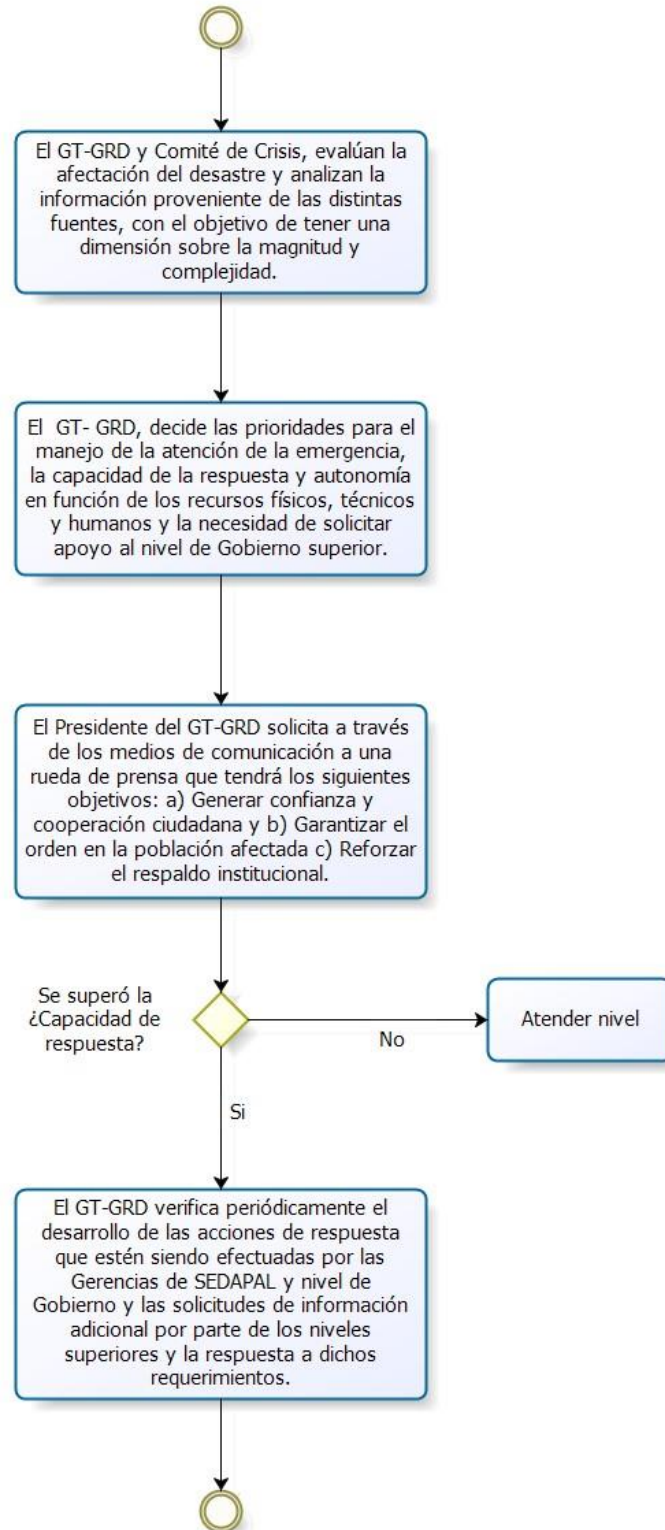 El GT-GRD y Comité de Crisis, evalúan la
afectación del desastre y analizan la
información proveniente de las distintas
fuentes, con el objetivo de tener una
dimensión sobre la magnitud y
complejidad.
El  GT- GRD, decide las prioridades para el
manejo de la atención de la emergencia,
la capacidad de la respuesta y autonomía
en función de los recursos físicos, técnicos
y humanos y la necesidad de solicitar
apoyo al nivel de Gobierno superior.
El Presidente del GT-GRD solicita a través
de los medios de comunicación a una
rueda de prensa que tendrá los siguientes
objetivos: a) Generar confianza y
cooperación ciudadana y b) Garantizar el
orden en la población afectada c) Reforzar
el respaldo institucional.
Se superó la
¿Capacidad de
respuesta?
No
Atender nivel
Si
El GT-GRD verifica periódicamente el
desarrollo de las acciones de respuesta
que estén siendo efectuadas por las
Gerencias de SEDAPAL y nivel de
Gobierno y las solicitudes de información
adicional por parte de los niveles
superiores y la respuesta a dichos
requerimientos.